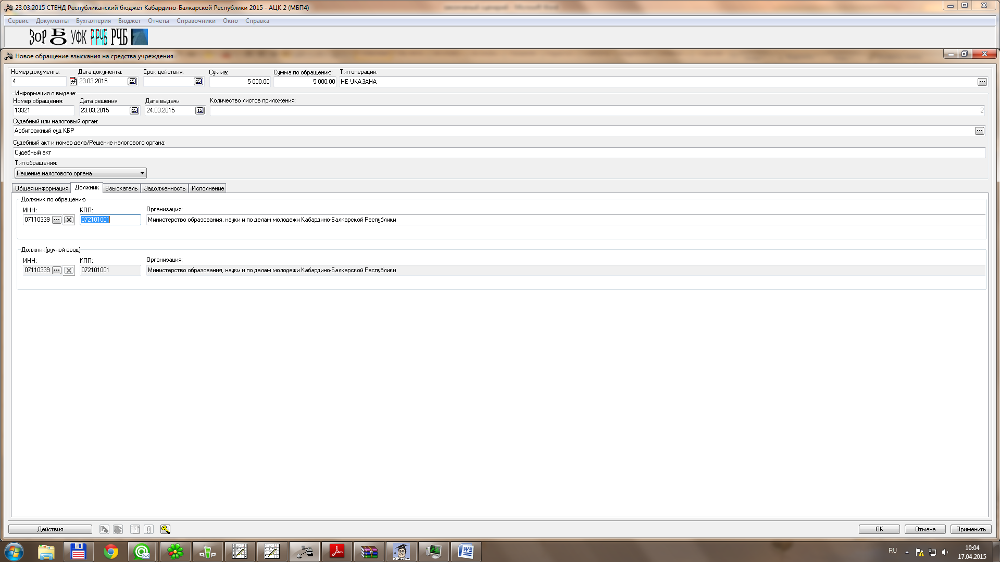 23.03.2015 СТЕНД Республиканский бюджет Кабардино-Балкарской Республики 2015 - АЦК 2 (МБП4)
Сервис Документы Бухгалтерия Бюджет Отчеты Справочники Окно Справка
ЗОР БО УФК РРЧБ РЧБ
Новое обращение взыскания на средства учреждения
Номер документа: Дата документа: Срок действия: Сумма: Сумма по обращению: Тип операции:
4 23.03.2015 15 15 5 000.00 5 000.00 НЕ УКАЗАНА
Информация о выдаче:
Номер обращения: Дата решения: Дата выдачи: Количество листов приложения:
13321 23.03.2015 15 24.03.2015 15 2
Судебный или налоговый орган:
Арбитражный суд КБР
Судебный акт и номер дела/Решение налогового органа:
Судебный акт
Тип обращения:
Решение налогового органа
Общая информация Должник Взыскатель Задолженность Исполнение
Должник по обращению
ИНН: КПП: Организация:
07110339 072101001 Министерство образования, науки и по делам молодежи Кабардино-Балкарской Республики
Должник(ручной ввод)
ИНН: КПП: Организация:
07110339 072101001 Министерство образования, науки и по делам молодежи Кабардино-Балкарской Республики
Действия OK Отмена Применить
RU 10:04
17.04.2015